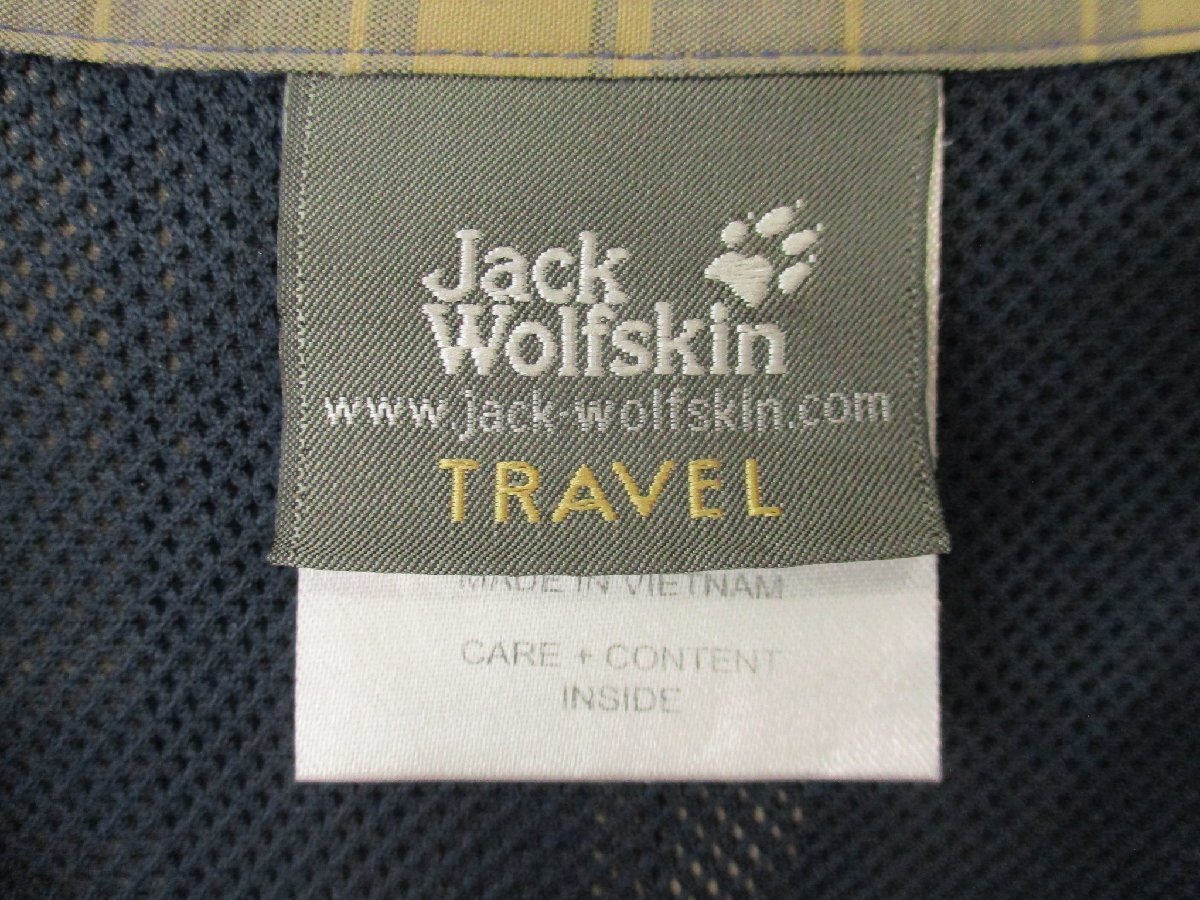 Jack
Wolfskin
www.jack-wolfskin.com
TRAVEL
MADE IN VIETNAM
CARE + CONTENT
INSIDE